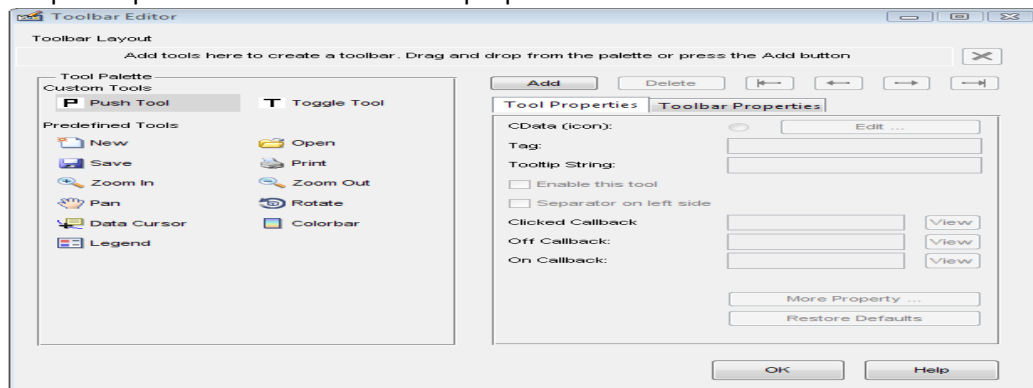 Toolbar Editor
Toolbar Layout
Add tools here to create a toolbar. Drag and drop from the palette or press the Add button
Tool Palette
Custom Tools
P Push Tool
T Toggle Tool
Predefined Tools
New
Open
Save
Print
Zoom In
Zoom Out
Pan
Rotate
Data Cursor
Colorbar
Legend
Add
Delete
Tool Properties
Toolbar Properties
CData (icon):
Edit ...
Tag:
Tooltip String:
Enable this tool
Separator on left side
Clicked Callback
View
Off Callback:
View
On Callback:
View
More Property ...
Restore Defaults
OK
Help